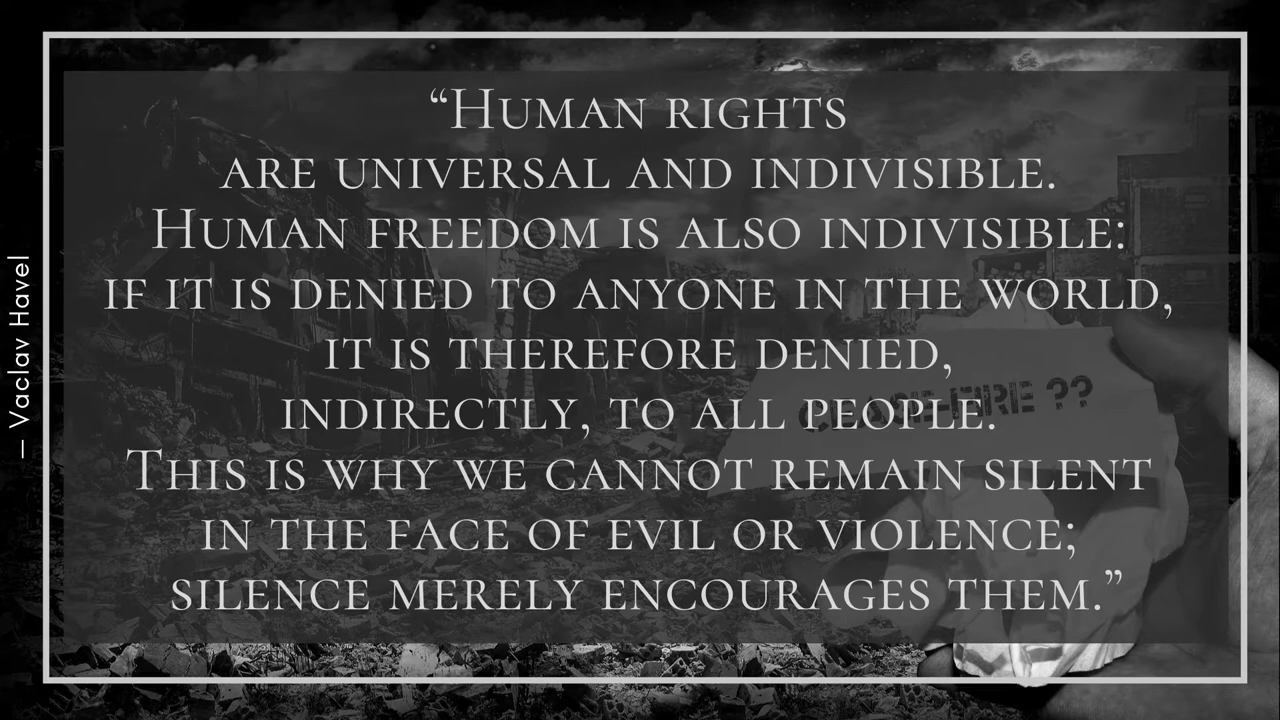 “Human rights
are universal and indivisible.
Human freedom is also indivisible:
if it is denied to anyone in the world,
it is therefore denied,
indirectly, to all people.
This is why we cannot remain silent
in the face of evil or violence;
silence merely encourages them.”
— Vaclav Havel
CEASE-FIRE ??